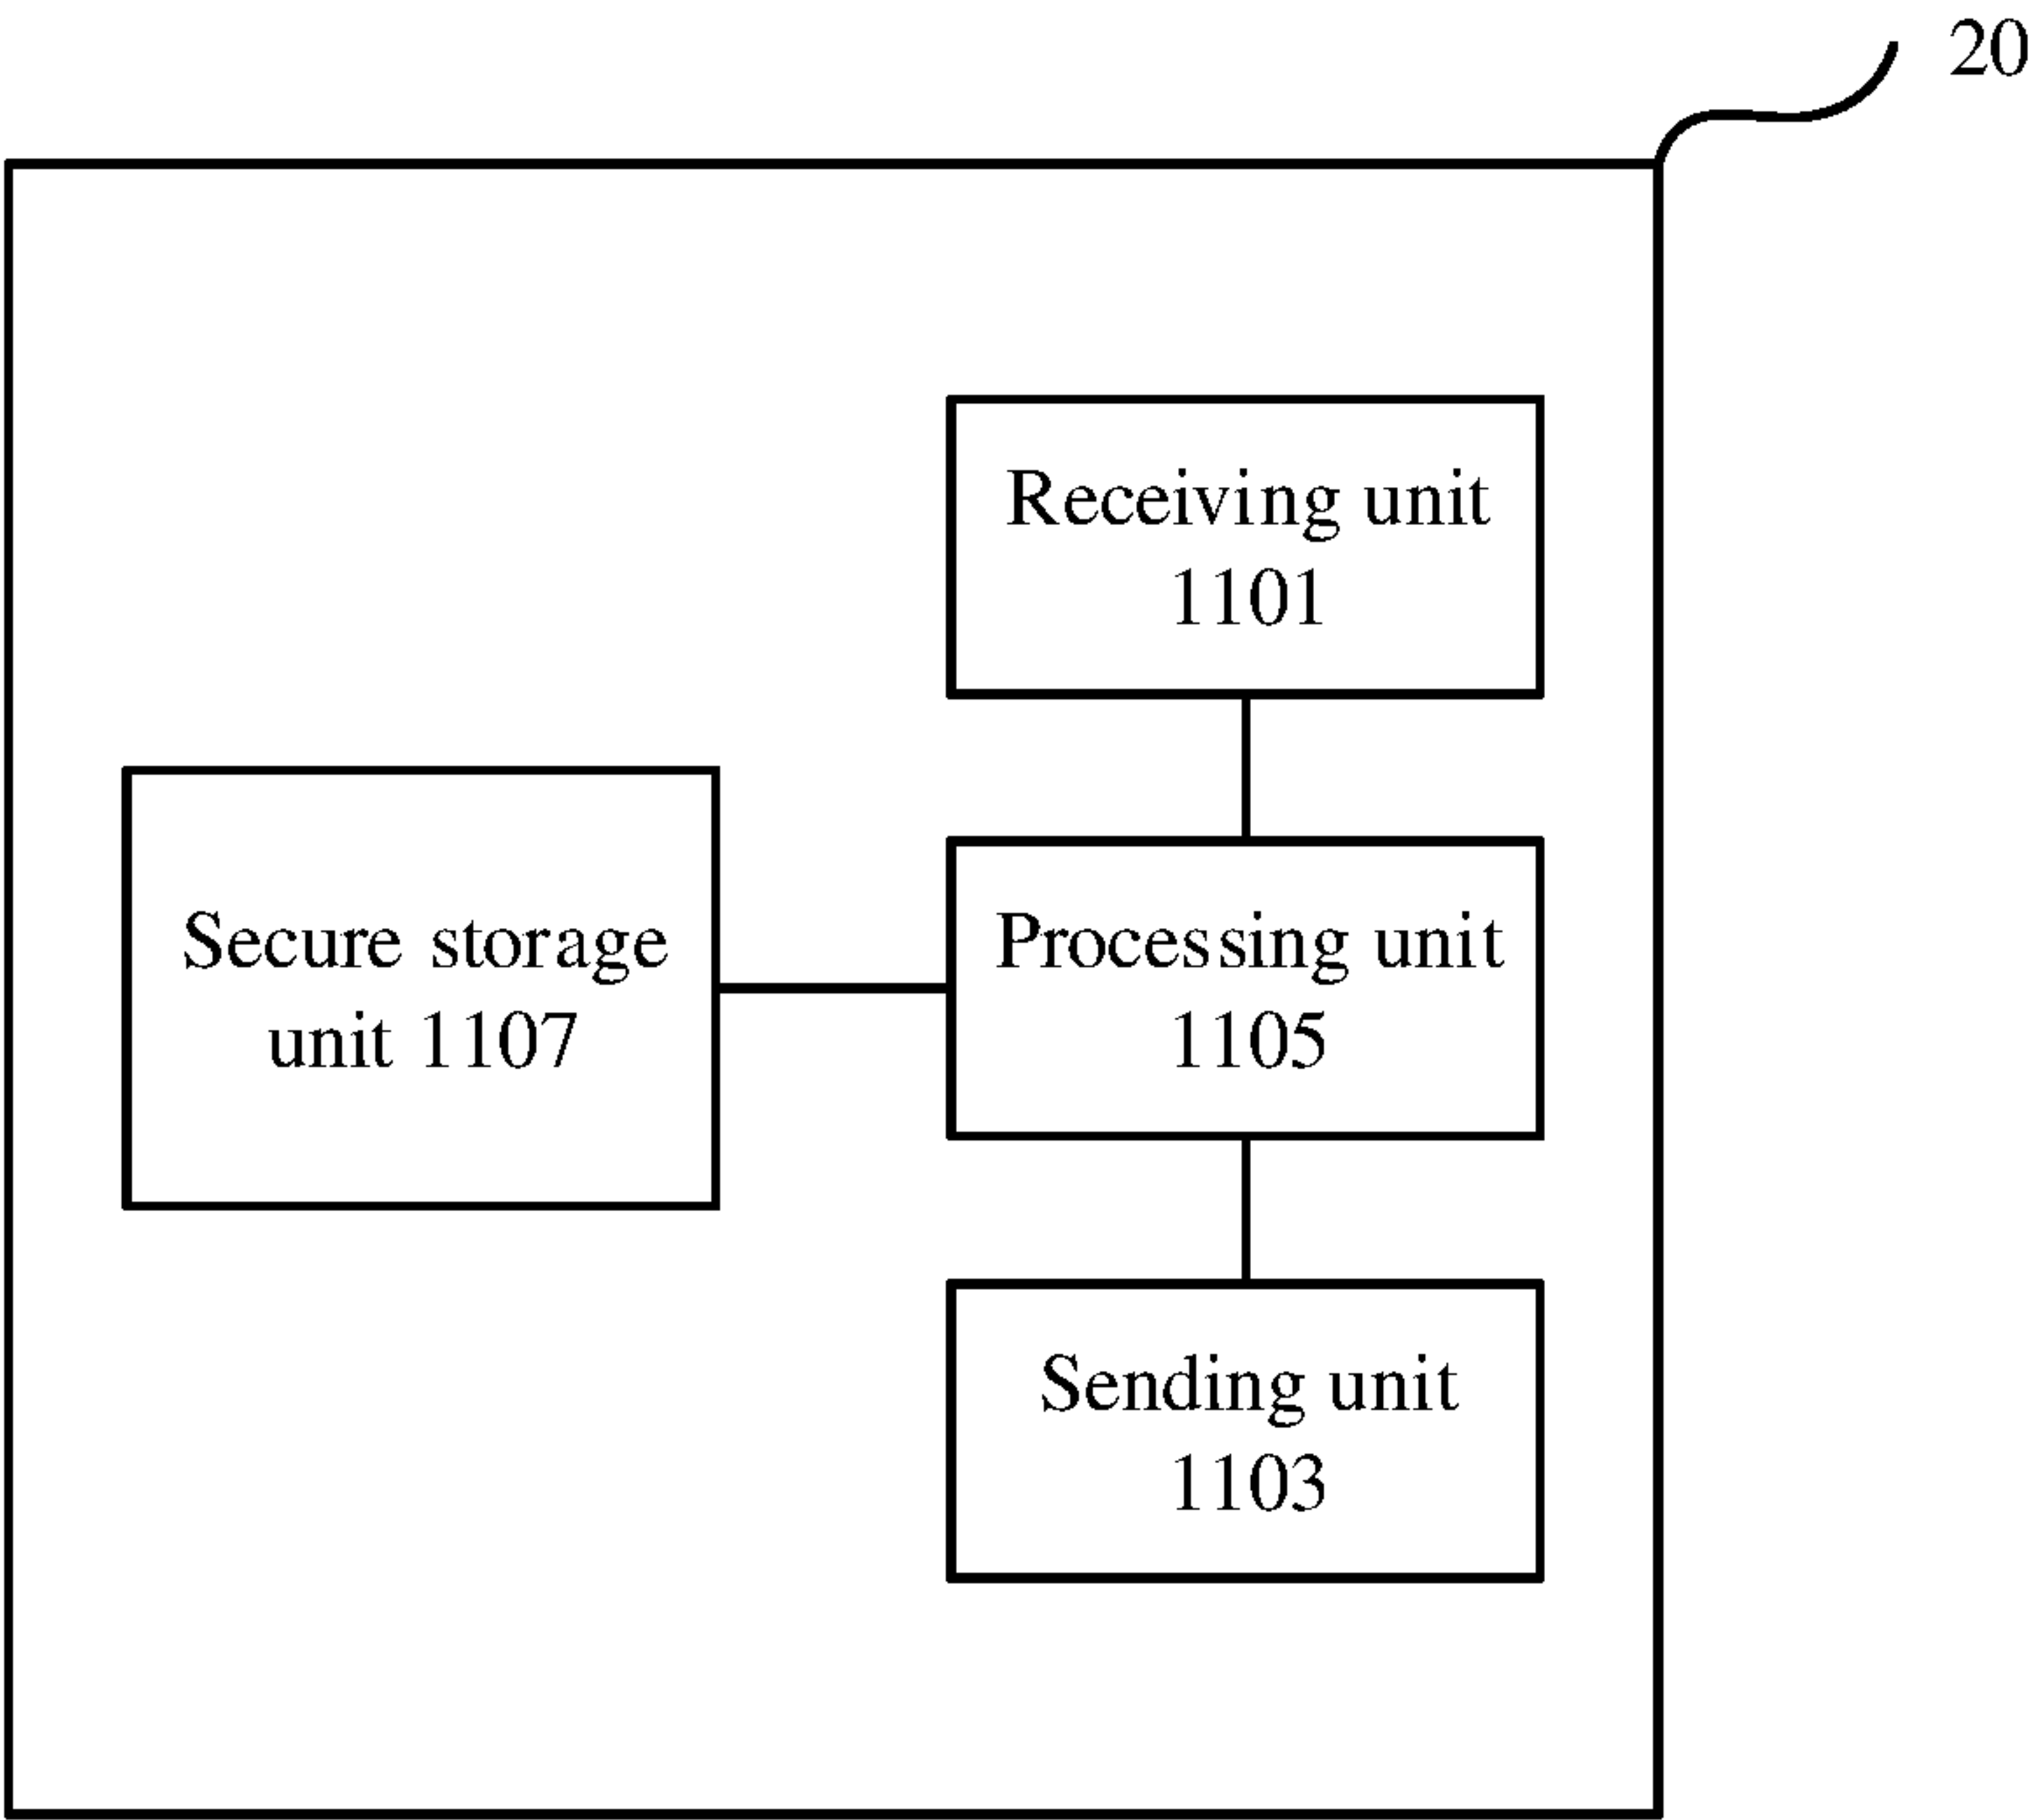 20
Receiving unit
1101
Secure storage
unit 1107
Processing unit
1105
Sending unit
1103